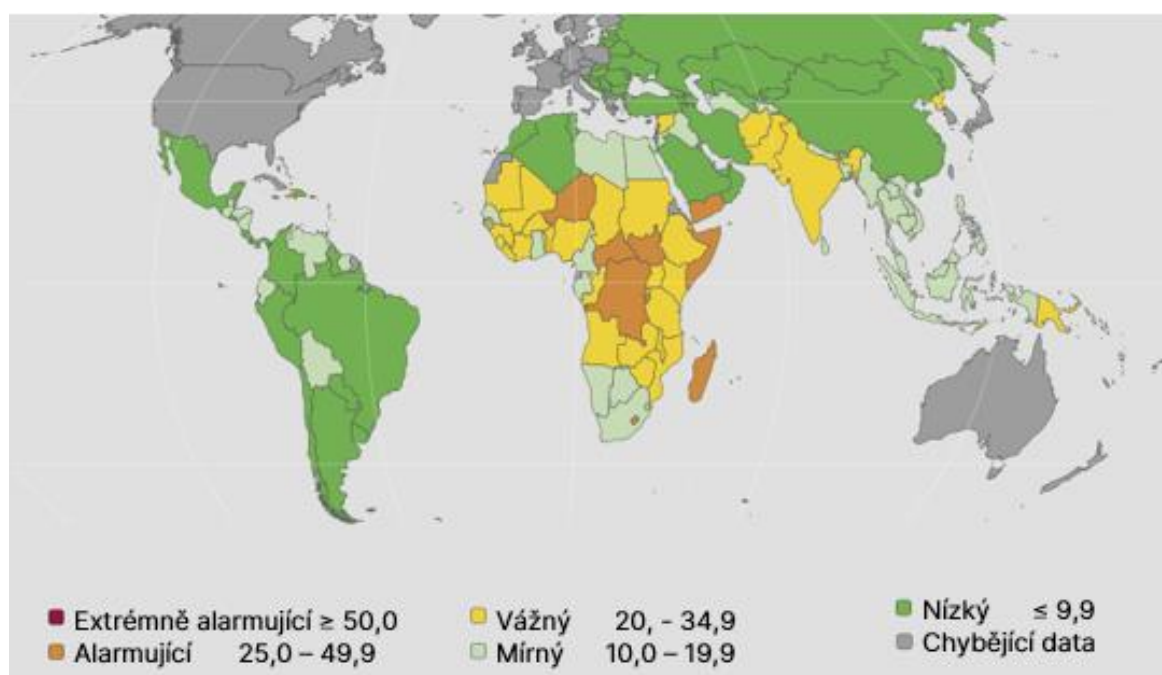 Extrémně alarmující ≥ 50,0
Alarmující 25,0 – 49,9
Vážný 20, - 34,9
Mírný 10,0 – 19,9
Nízký ≤ 9,9
Chybějící data